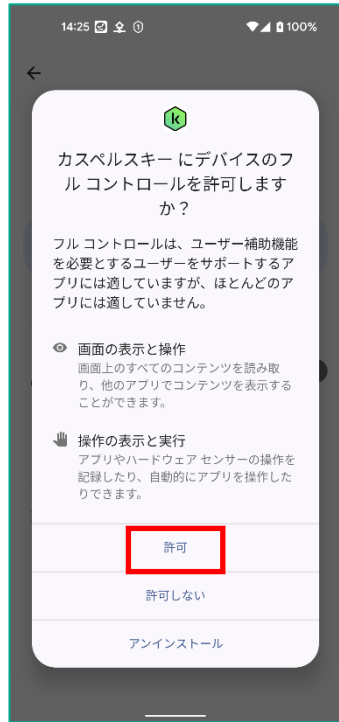 14:25 100%
カスペルスキー にデバイスのフ
ル コントロールを許可します
か？
フル コントロールは、ユーザー補助機能
を必要とするユーザーをサポートするア
プリには適していますが、ほとんどのア
プリには適していません。
画面の表示と操作
画面上のすべてのコンテンツを読み取
り、他のアプリでコンテンツを表示する
ことができます。
操作の表示と実行
アプリやハードウェア センサーの操作を
記録したり、自動的にアプリを操作した
りできます。
許可
許可しない
アンインストール